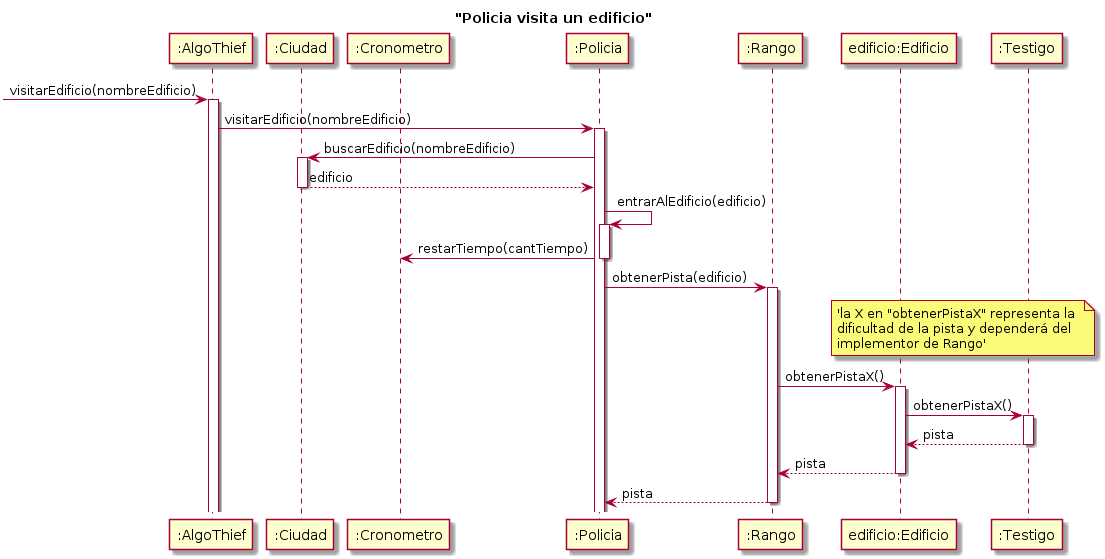 "Policia visita un edificio"
:AlgoThief
:Ciudad
:Cronometro
:Policia
:Rango
edificio:Edificio
:Testigo
visitarEdificio(nombreEdificio)
visitarEdificio(nombreEdificio)
buscarEdificio(nombreEdificio)
edificio
entrarAlEdificio(edificio)
restarTiempo(cantTiempo)
obtenerPista(edificio)
'la X en "obtenerPistaX" representa la
dificultad de la pista y dependerá del
implementor de Rango'
obtenerPistaX()
obtenerPistaX()
pista
pista
pista
:AlgoThief
:Ciudad
:Cronometro
:Policia
:Rango
edificio:Edificio
:Testigo